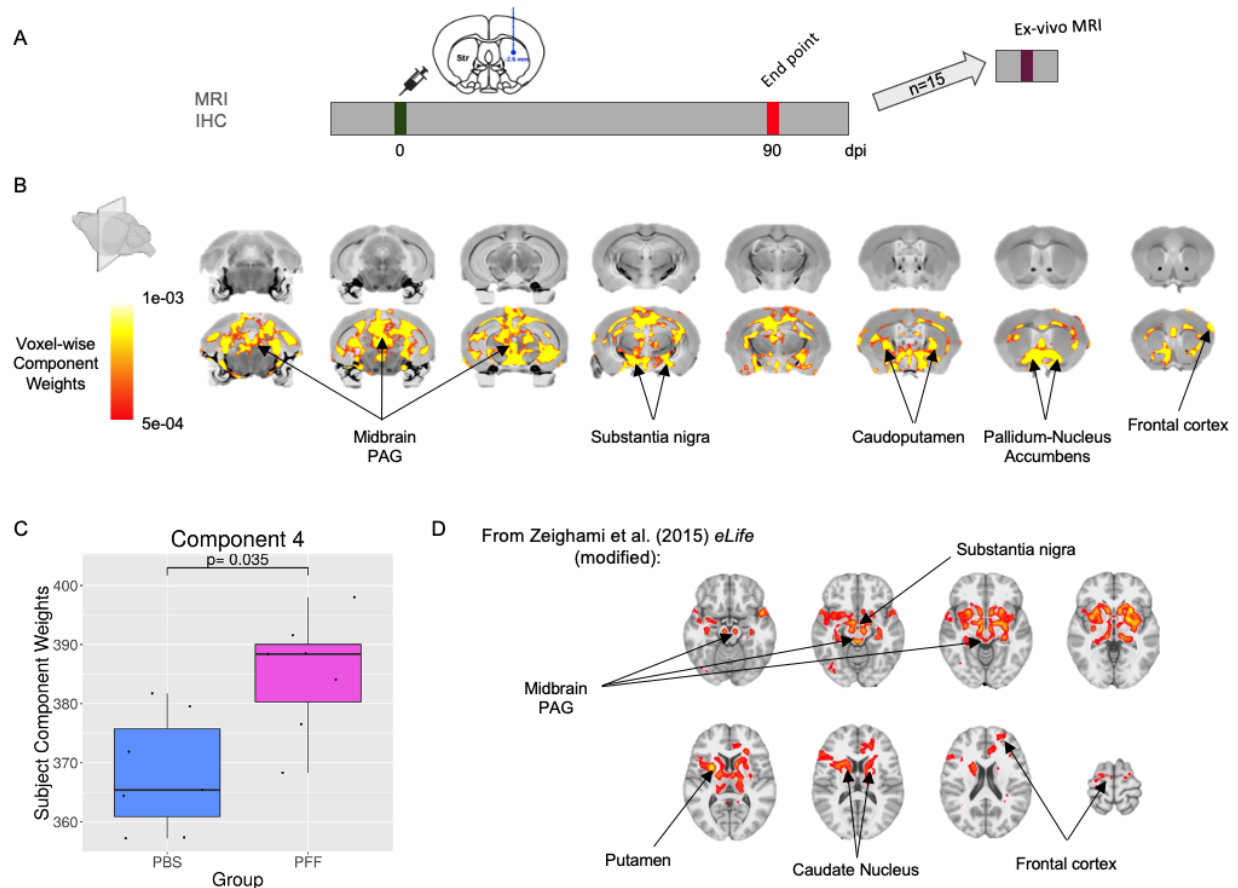 A
Str
-2.6 mm
End point
Ex-vivo MRI
n=15
MRI
IHC
0
90
dpi
B
1e-03
Voxel-wise
Component
Weights
5e-04
Midbrain
PAG
Substantia nigra
Caudoputamen
Pallidum-Nucleus
Accumbens
Frontal cortex
C
Component 4
p= 0.035
Subject Component Weights
400
390
380
370
360
PBS
PFF
Group
D
From Zeighami et al. (2015) eLife
(modified):
Substantia nigra
Midbrain
PAG
Putamen
Caudate Nucleus
Frontal cortex